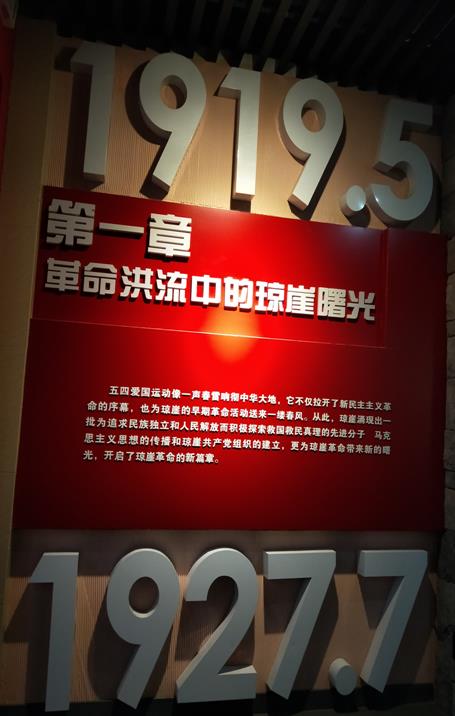 1919.5
第一章
革命洪流中的琼崖曙光
五四爱国运动像一声春雷响彻中华大地，它不仅拉开了新民主主义革
命的序幕，也为琼崖的早期革命活动送来一缕春风。从此，琼崖涌现出一
批为追求民族独立和人民解放而积极探索救国救民真理的先进分子 马克
思主义思想的传播和琼崖共产党组织的建立，更为琼崖革命带来新的曙
光，开启了琼崖革命的新篇章。
1927.7